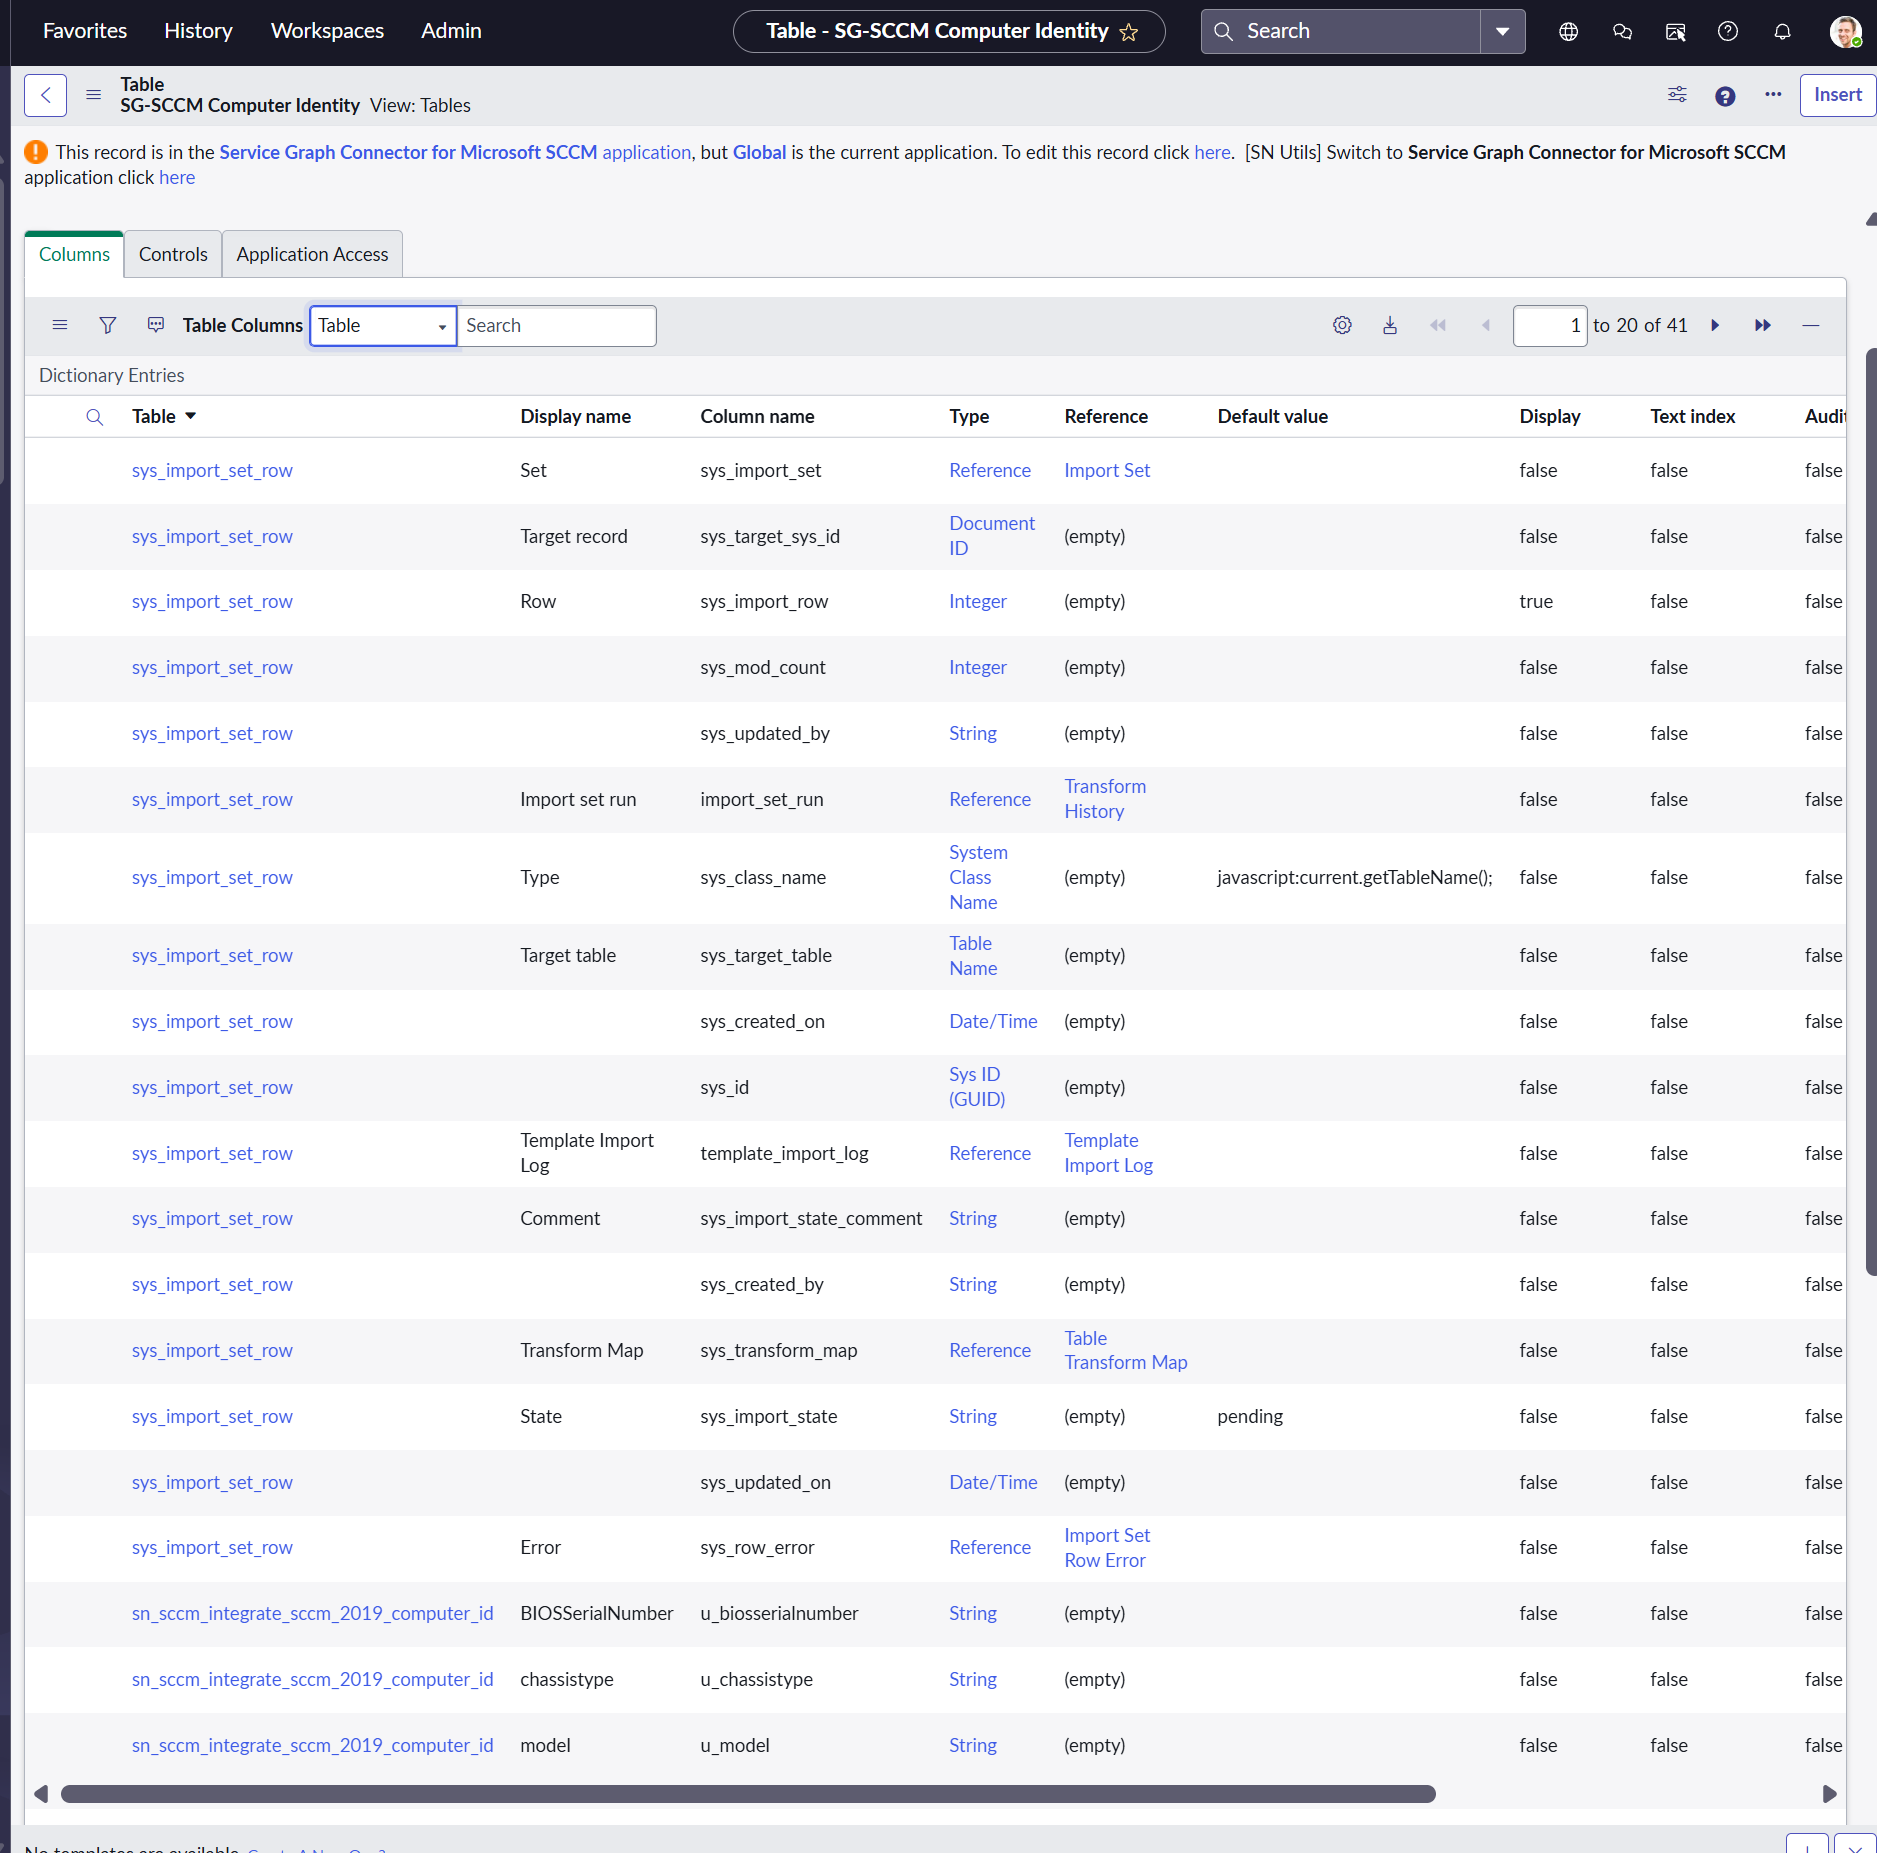 Favorites History Workspaces Admin Table - SG-SCCM Computer Identity Search
Table
SG-SCCM Computer Identity View: Tables Insert
This record is in the Service Graph Connector for Microsoft SCCM application, but Global is the current application. To edit this record click here. [SN Utils] Switch to Service Graph Connector for Microsoft SCCM
application click here
Columns Controls Application Access
Table Columns Table Search 1 to 20 of 41
Dictionary Entries
Table Display name Column name Type Reference Default value Display Text index Audit
sys_import_set_row Set sys_import_set Reference Import Set false false false
sys_import_set_row Target record sys_target_sys_id Document ID (empty) false false false
sys_import_set_row Row sys_import_row Integer (empty) true false false
sys_import_set_row sys_mod_count Integer (empty) false false false
sys_import_set_row sys_updated_by String (empty) false false false
sys_import_set_row Import set run import_set_run Reference Transform History false false false
sys_import_set_row Type sys_class_name System Class Name (empty) javascript:current.getTableName(); false false false
sys_import_set_row Target table sys_target_table Table Name (empty) false false false
sys_import_set_row sys_created_on Date/Time (empty) false false false
sys_import_set_row sys_id Sys ID (GUID) (empty) false false false
sys_import_set_row Template Import Log template_import_log Reference Template Import Log false false false
sys_import_set_row Comment sys_import_state_comment String (empty) false false false
sys_import_set_row sys_created_by String (empty) false false false
sys_import_set_row Transform Map sys_transform_map Reference Table Transform Map false false false
sys_import_set_row State sys_import_state String (empty) pending false false false
sys_import_set_row sys_updated_on Date/Time (empty) false false false
sys_import_set_row Error sys_row_error Reference Import Set Row Error false false false
sn_sccm_integrate_sccm_2019_computer_id BIOSSerialNumber u_biosserialnumber String (empty) false false false
sn_sccm_integrate_sccm_2019_computer_id chassistype u_chassistype String (empty) false false false
sn_sccm_integrate_sccm_2019_computer_id model u_model String (empty) false false false
No templates are available Create A New One?